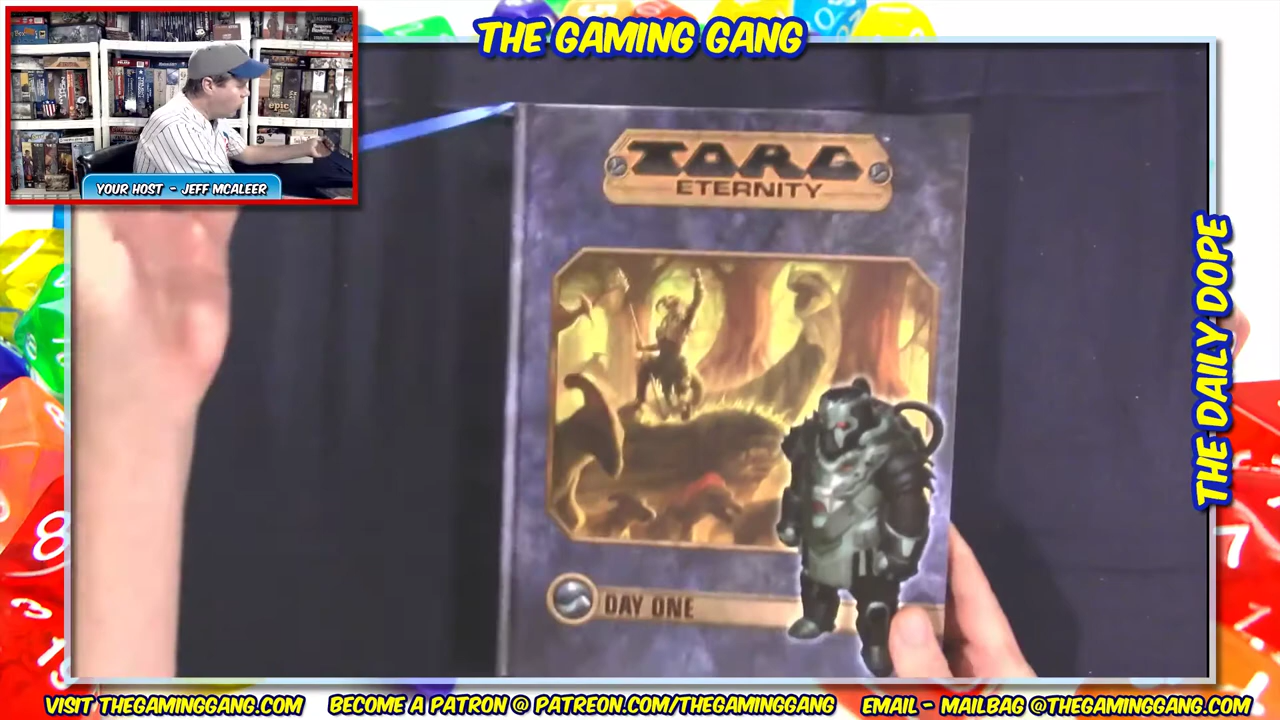 THE GAMING GANG
YOUR HOST - JEFF MCALEER
epic
TORG
ETERNITY
DAY ONE
THE DAILY DOPE
VISIT THEGAMINGGANG.COM
BECOME A PATRON @ PATREON.COM/THEGAMINGGANG
EMAIL - MAILBAG @THEGAMINGGANG.COM